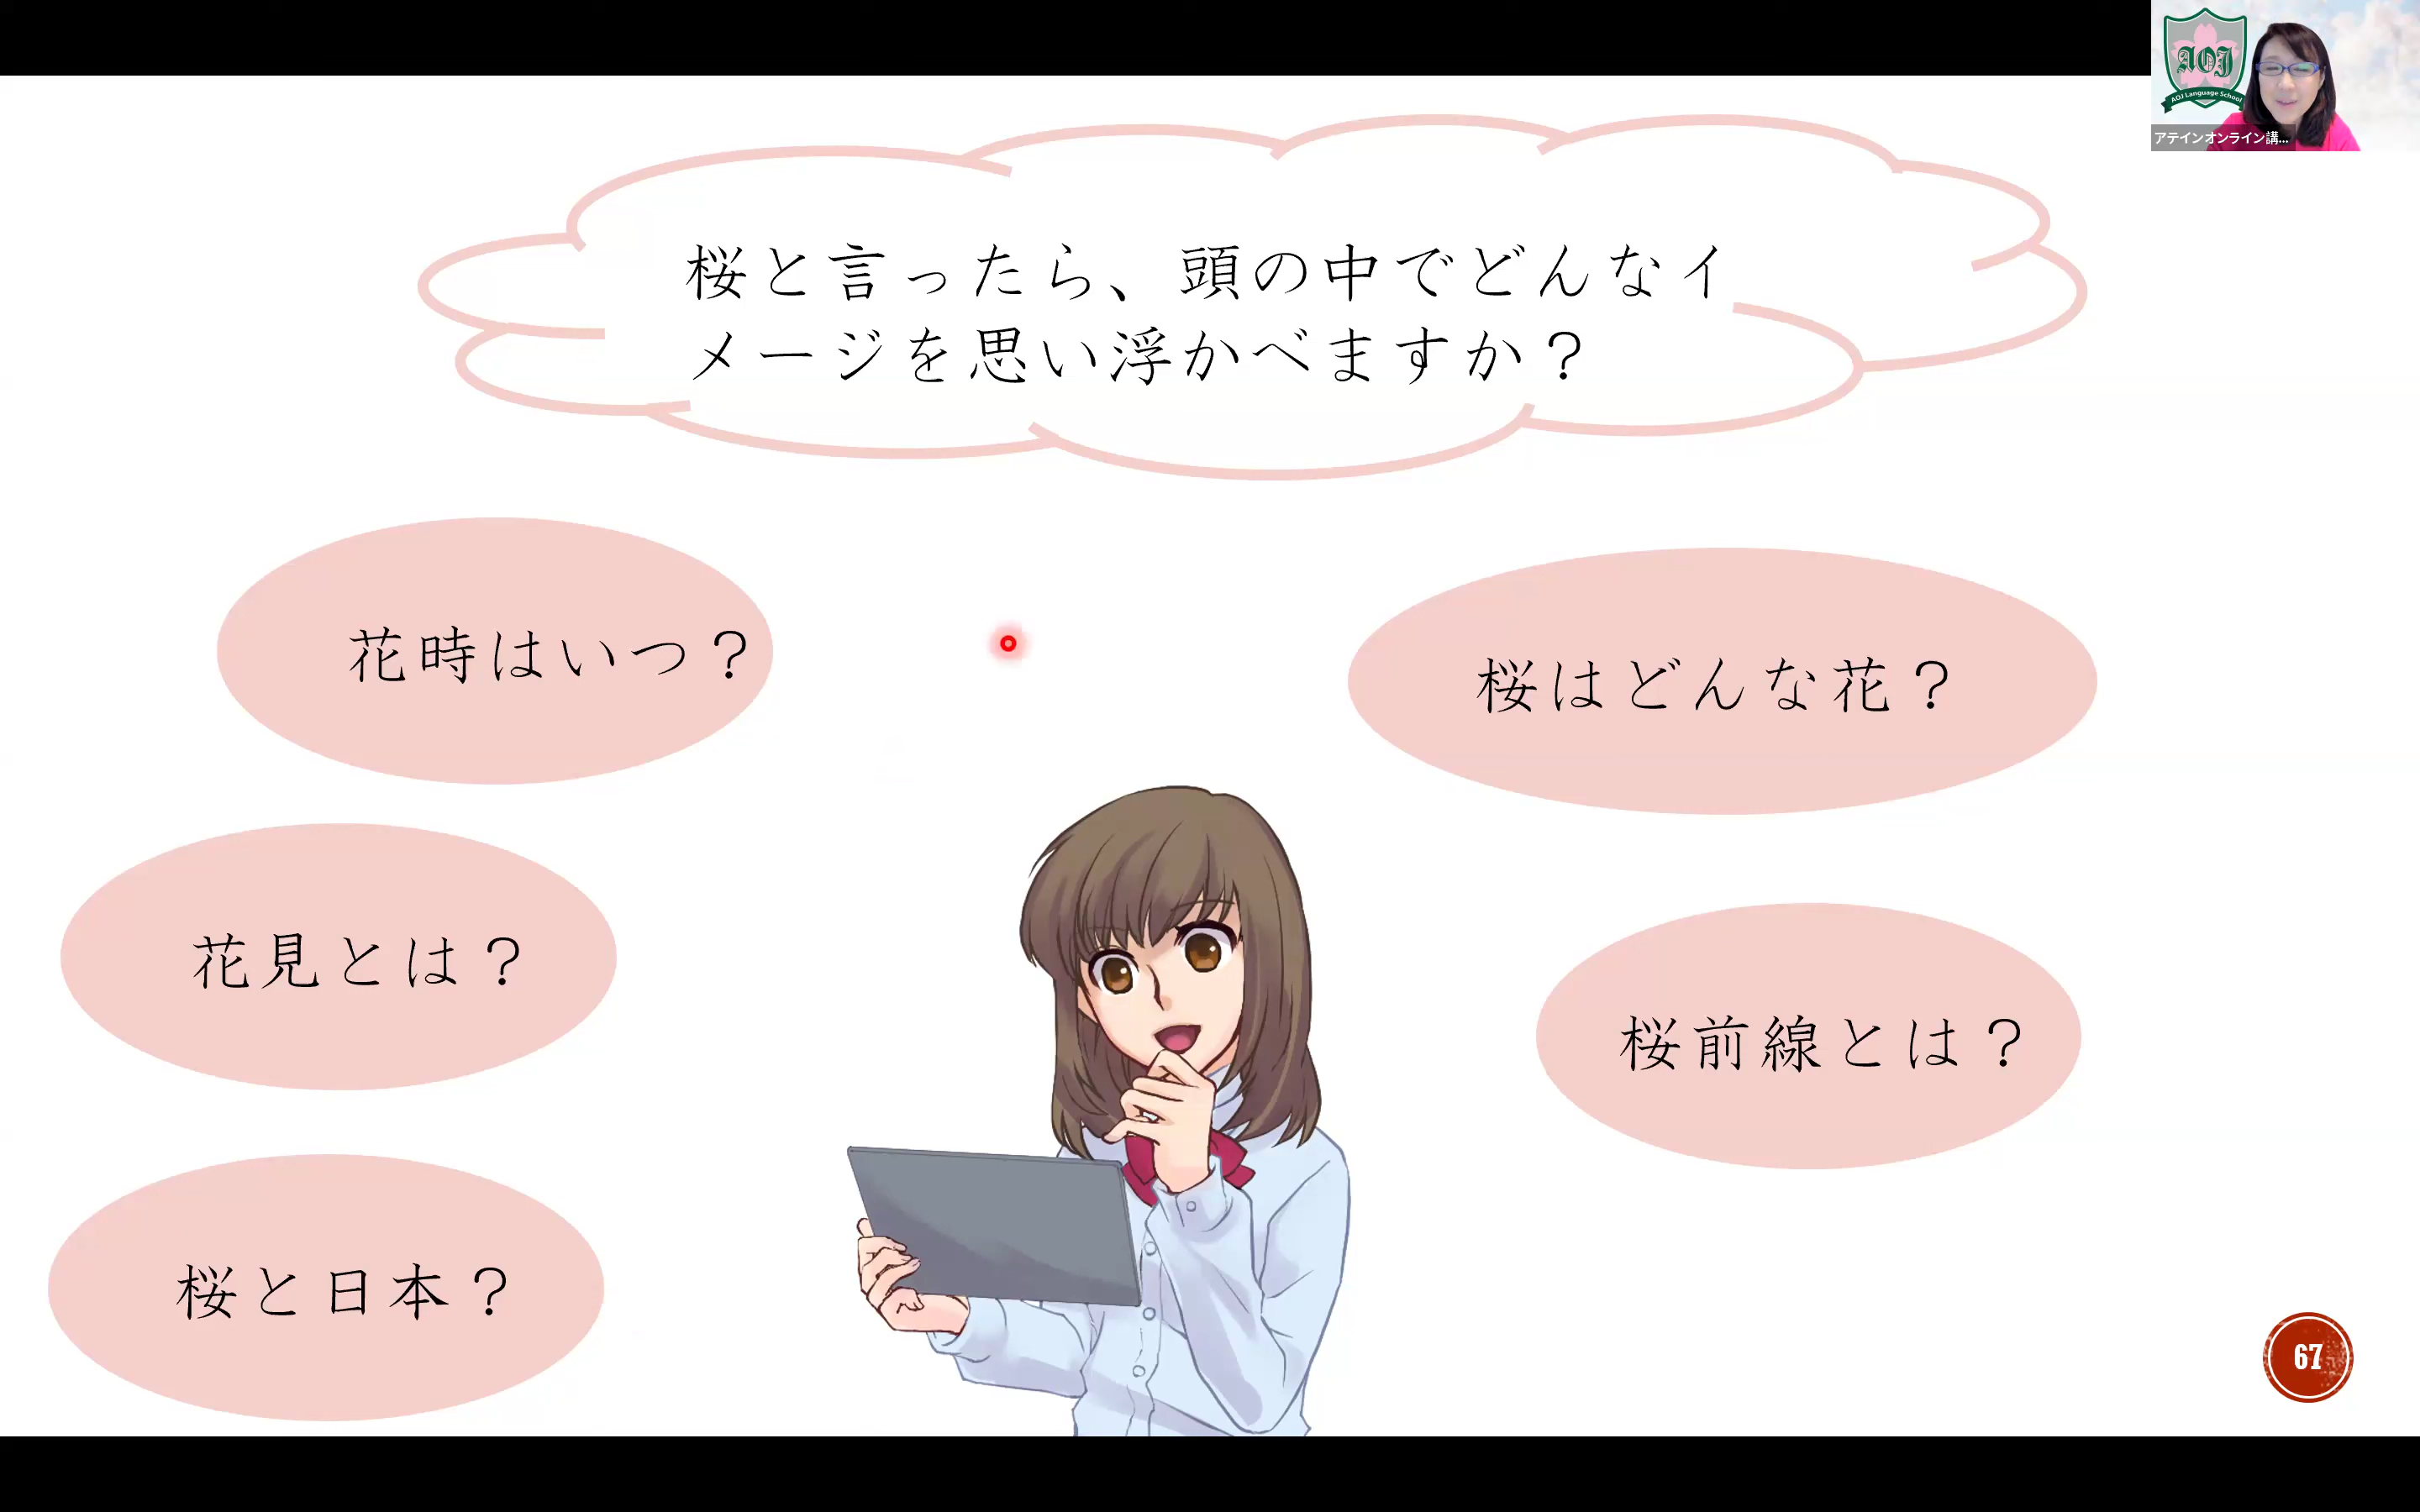 AOJ
AOJ Language School
アテインオンライン講...
桜と言ったら、頭の中でどんなイ
メージを思い浮かべますか？
花時はいつ？
桜はどんな花？
花見とは？
桜前線とは？
桜と日本？
67